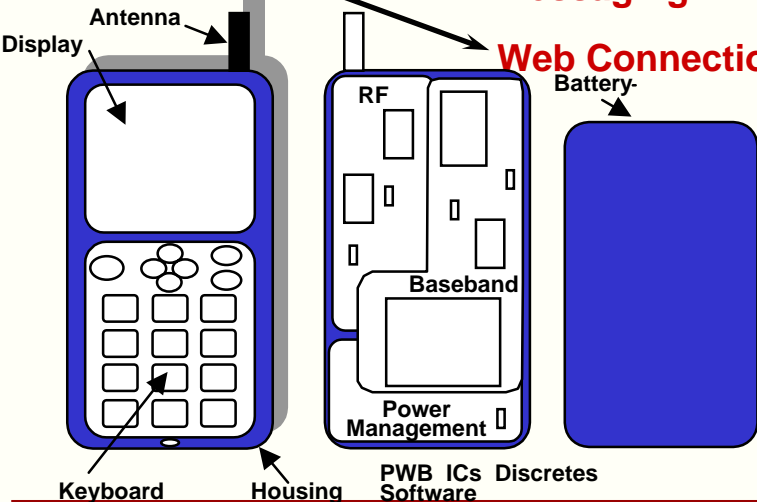 Antenna
Display
Web Connectio
Battery-
RF
Baseband
Power
Management
Keyboard
Housing
PWB ICs Discretes
Software